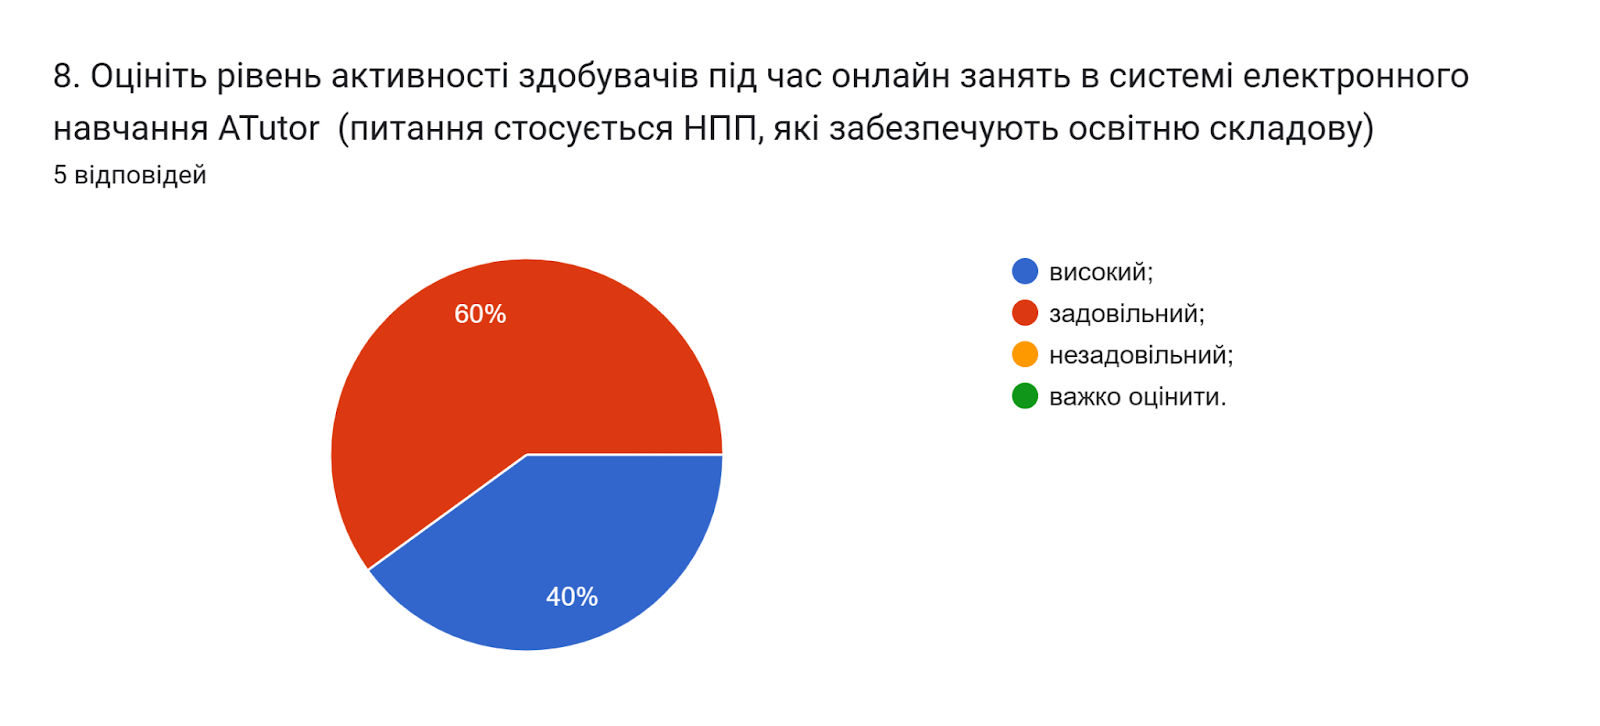 8. Оцініть рівень активності здобувачів під час онлайн занять в системі електронного
навчання ATutor  (питання стосується НПП, які забезпечують освітню складову)
5 відповідей
60%
40%
високий;
задовільний;
незадовільний;
важко оцінити.